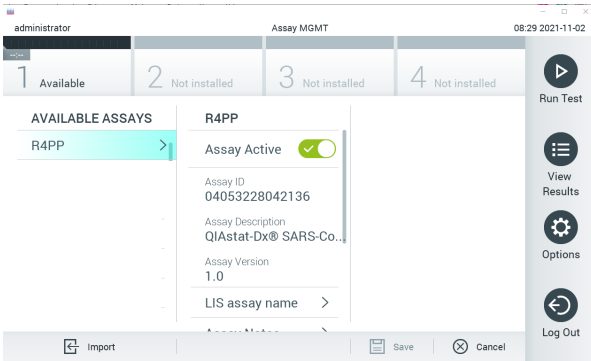 administrator Assay MGMT 08:29 2021-11-02
--:--
1 Available 2 Not installed 3 Not installed 4 Not installed
Run Test
AVAILABLE ASSAYS
R4PP
R4PP
Assay Active
Assay ID
04053228042136
Assay Description
QIAstat-Dx® SARS-Co...
Assay Version
1.0
LIS assay name
Assay Notes
View
Results
Options
Log Out
Import
Save
Cancel